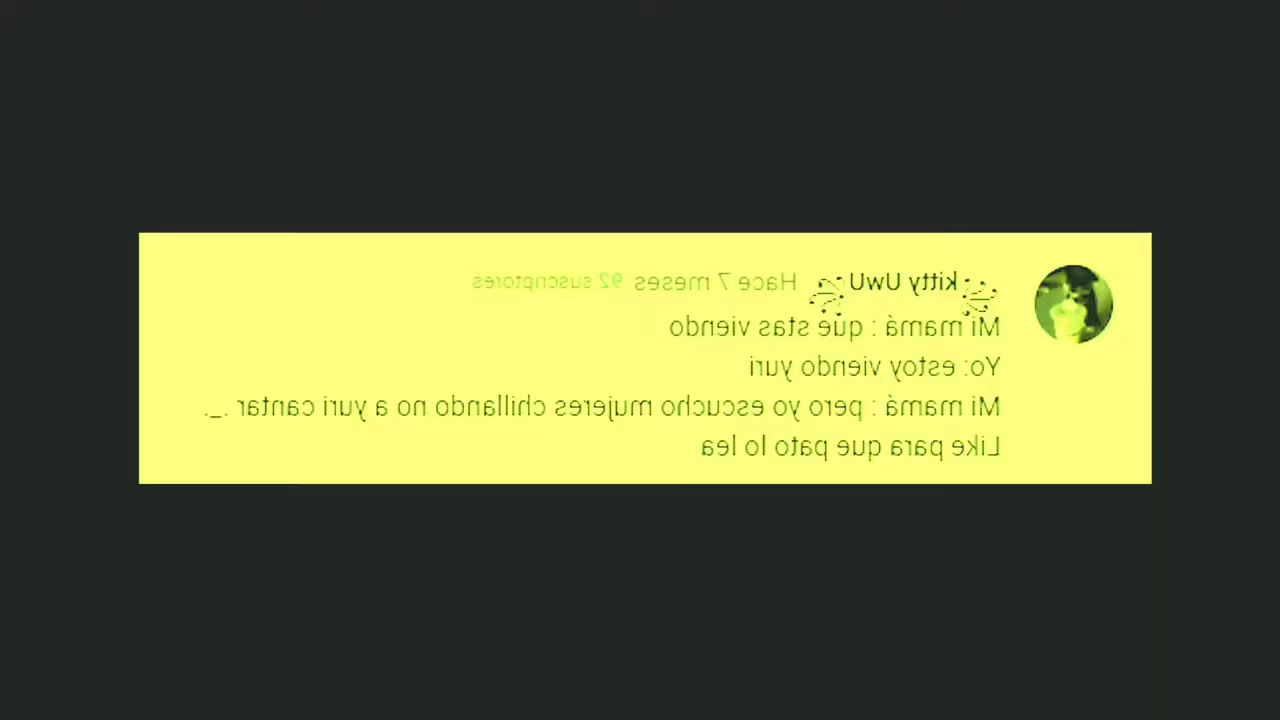 kitty UwU Hace 7 meses 92 suscriptores
Mi mamá : que stas viendo
Yo: estoy viendo yuri
Mi mamá : pero yo escucho mujeres chillando no a yuri cantar ._.
Like para que pato lo lea